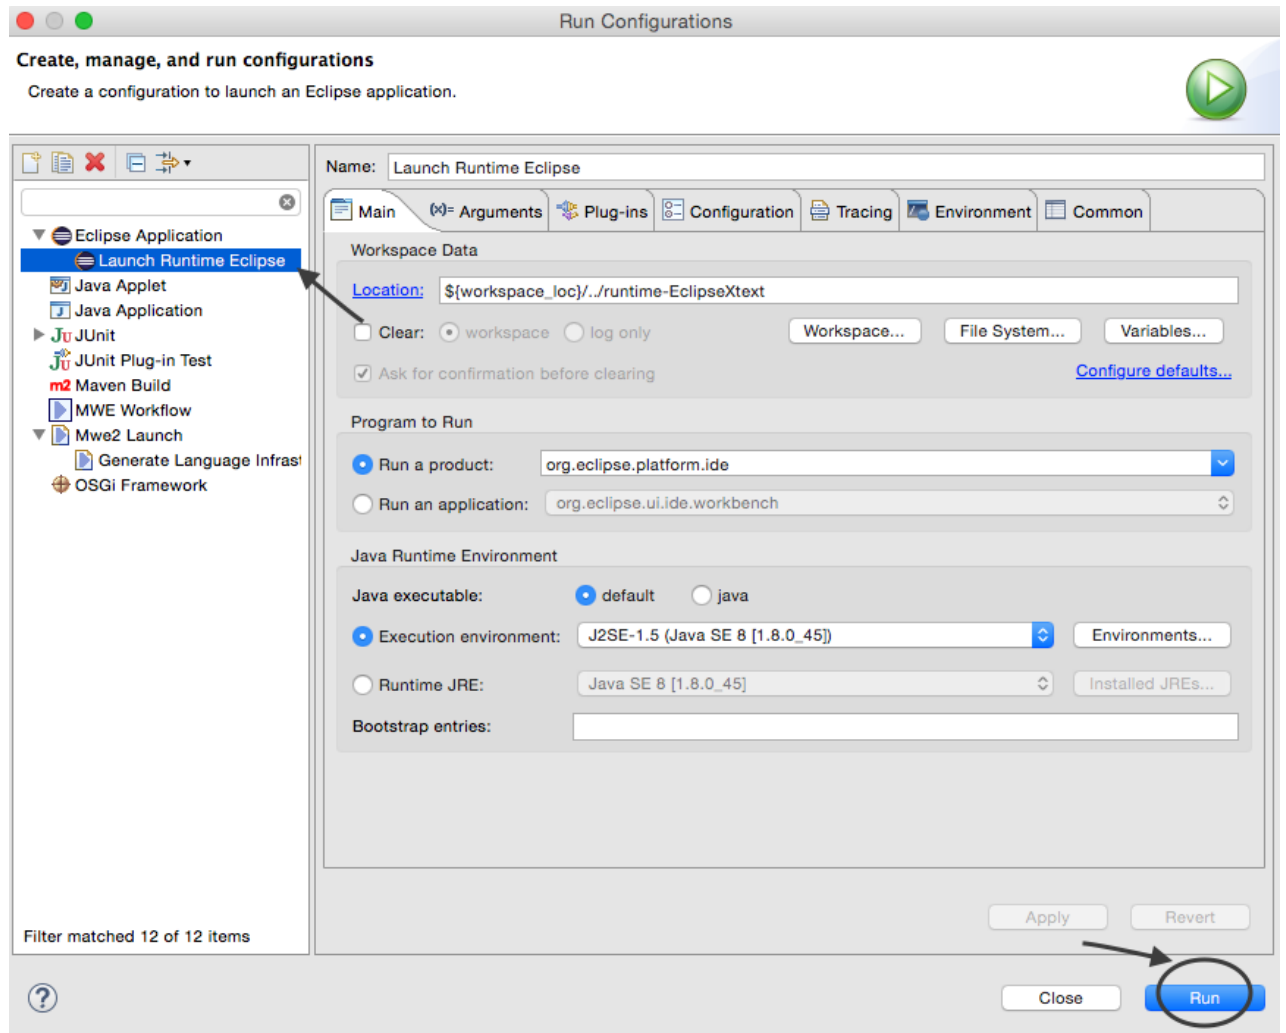 Run Configurations
Create, manage, and run configurations
Create a configuration to launch an Eclipse application.
Name: Launch Runtime Eclipse
Main (x)= Arguments Plug-ins Configuration Tracing Environment Common
Eclipse Application
Launch Runtime Eclipse
Java Applet
Java Application
JU JUnit
JU JUnit Plug-in Test
m2 Maven Build
MWE Workflow
Mwe2 Launch
Generate Language Infrast
OSGi Framework
Filter matched 12 of 12 items
Workspace Data
Location: ${workspace_loc}/../runtime-EclipseXtext
Clear: workspace log only Workspace... File System... Variables...
Ask for confirmation before clearing Configure defaults...
Program to Run
Run a product: org.eclipse.platform.ide
Run an application: org.eclipse.ui.ide.workbench
Java Runtime Environment
Java executable: default java
Execution environment: J2SE-1.5 (Java SE 8 [1.8.0_45]) Environments...
Runtime JRE: Java SE 8 [1.8.0_45] Installed JREs...
Bootstrap entries:
Apply Revert
? Close Run